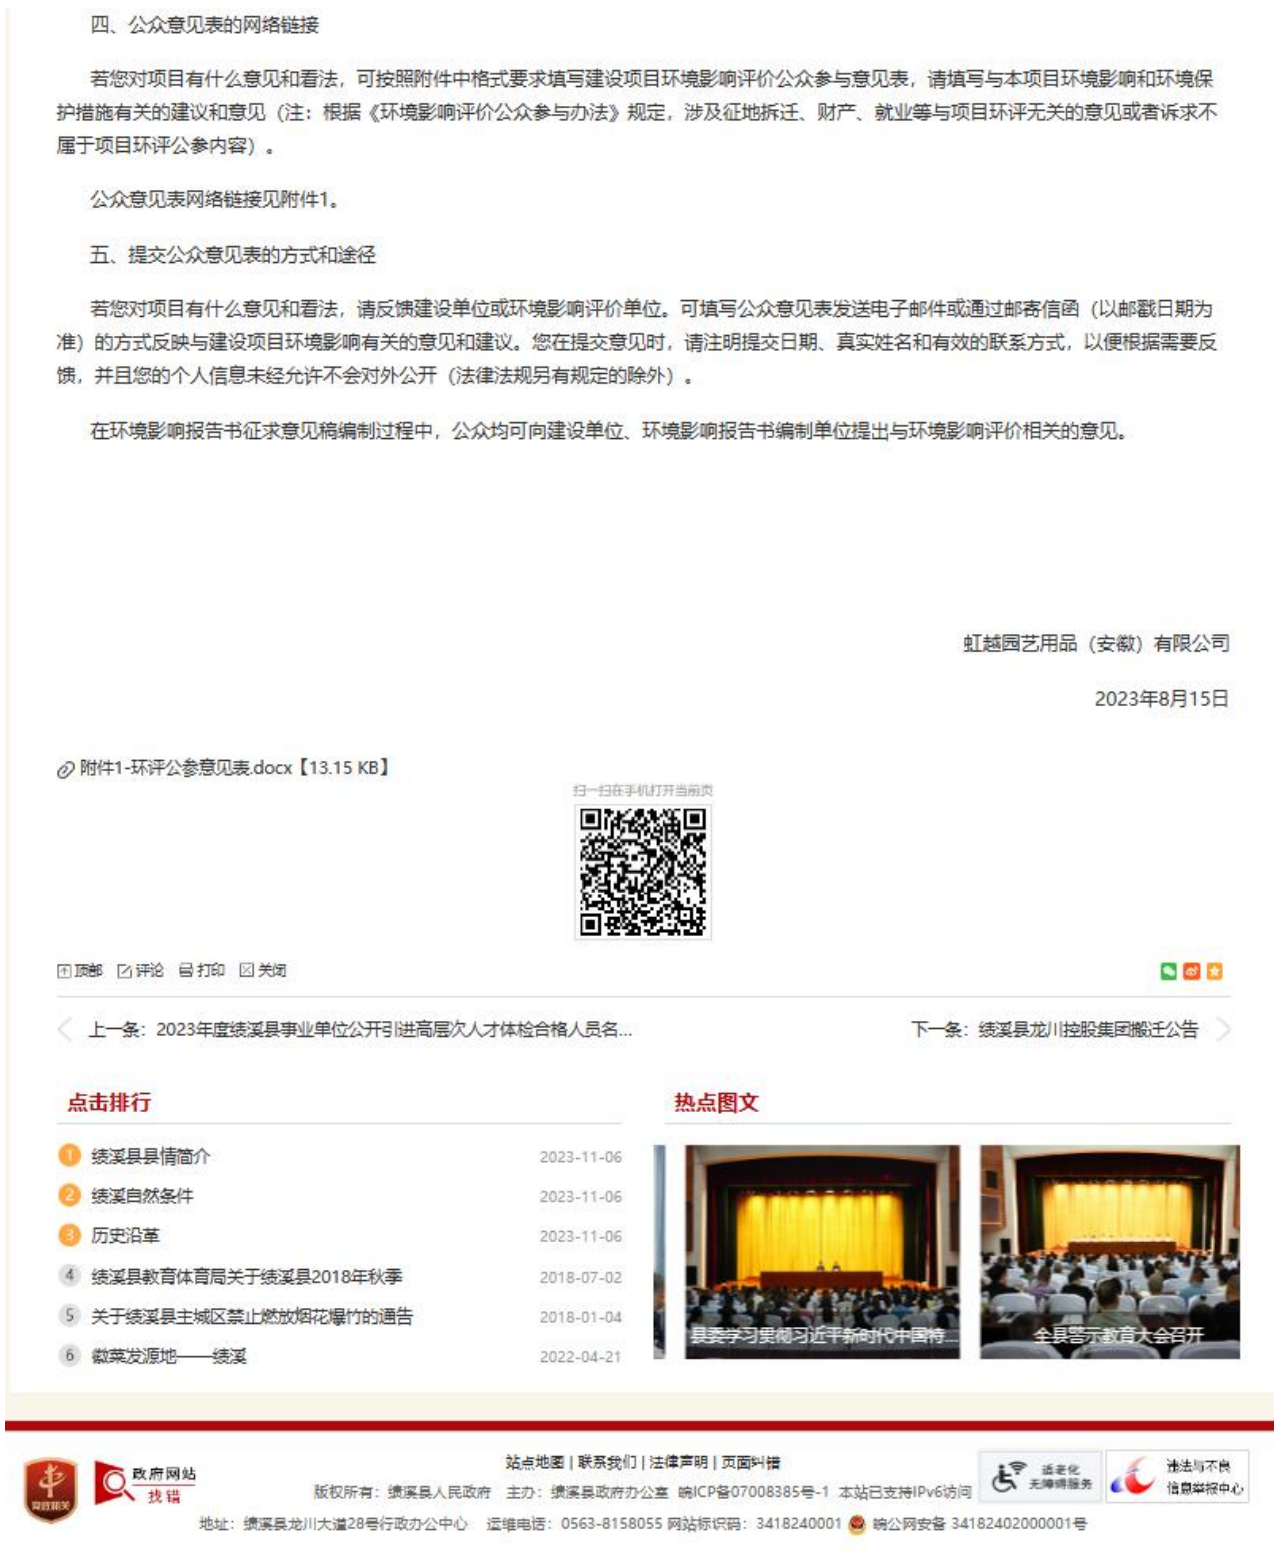 四、公众意见表的网络链接
若您对项目有什么意见和看法，可按照附件中格式要求填写建设项目环境影响评价公众参与意见表，请填写与本项目环境影响和环境保
护措施有关的建议和意见（注：根据《环境影响评价公众参与办法》规定，涉及征地拆迁、财产、就业等与项目环评无关的意见或者诉求不
属于项目环评公参内容）。
公众意见表网络链接见附件1。
五、提交公众意见表的方式和途径
若您对项目有什么意见和看法，请反馈建设单位或环境影响评价单位。可填写公众意见表发送电子邮件或通过邮寄信函（以邮戳日期为
准）的方式反映与建设项目环境影响有关的意见和建议。您在提交意见时，请注明提交日期、真实姓名和有效的联系方式，以便根据需要反
馈，并且您的个人信息未经允许不会对外公开（法律法规另有规定的除外）。
在环境影响报告书征求意见稿编制过程中，公众均可向建设单位、环境影响报告书编制单位提出与环境影响评价相关的意见。
虹越园艺用品（安徽）有限公司
2023年8月15日
附件1-环评公参意见表.docx【13.15 KB】
扫一扫在手机打开当前页
顶部 评论 打印 关闭
上一条：2023年度绩溪县事业单位公开引进高层次人才体检合格人员名...
下一条：绩溪县龙川控股集团搬迁公告
点击排行
热点图文
1 绩溪县县情简介 2023-11-06
2 绩溪自然条件 2023-11-06
3 历史沿革 2023-11-06
4 绩溪县教育体育局关于绩溪县2018年秋季 2018-07-02
5 关于绩溪县主城区禁止燃放烟花爆竹的通告 2018-01-04
6 徽菜发源地——绩溪 2022-04-21
县委学习贯彻习近平新时代中国特...
全县警示教育大会召开
党政机关
政府网站
找错
站点地图 | 联系我们 | 法律声明 | 页面纠错
版权所有：绩溪县人民政府 主办：绩溪县政府办公室 皖ICP备07008385号-1 本站已支持IPv6访问
适老化
无障碍服务
违法与不良
信息举报中心
地址：绩溪县龙川大道28号行政办公中心 运维电话：0563-8158055 网站标识码：3418240001 皖公网安备 34182402000001号